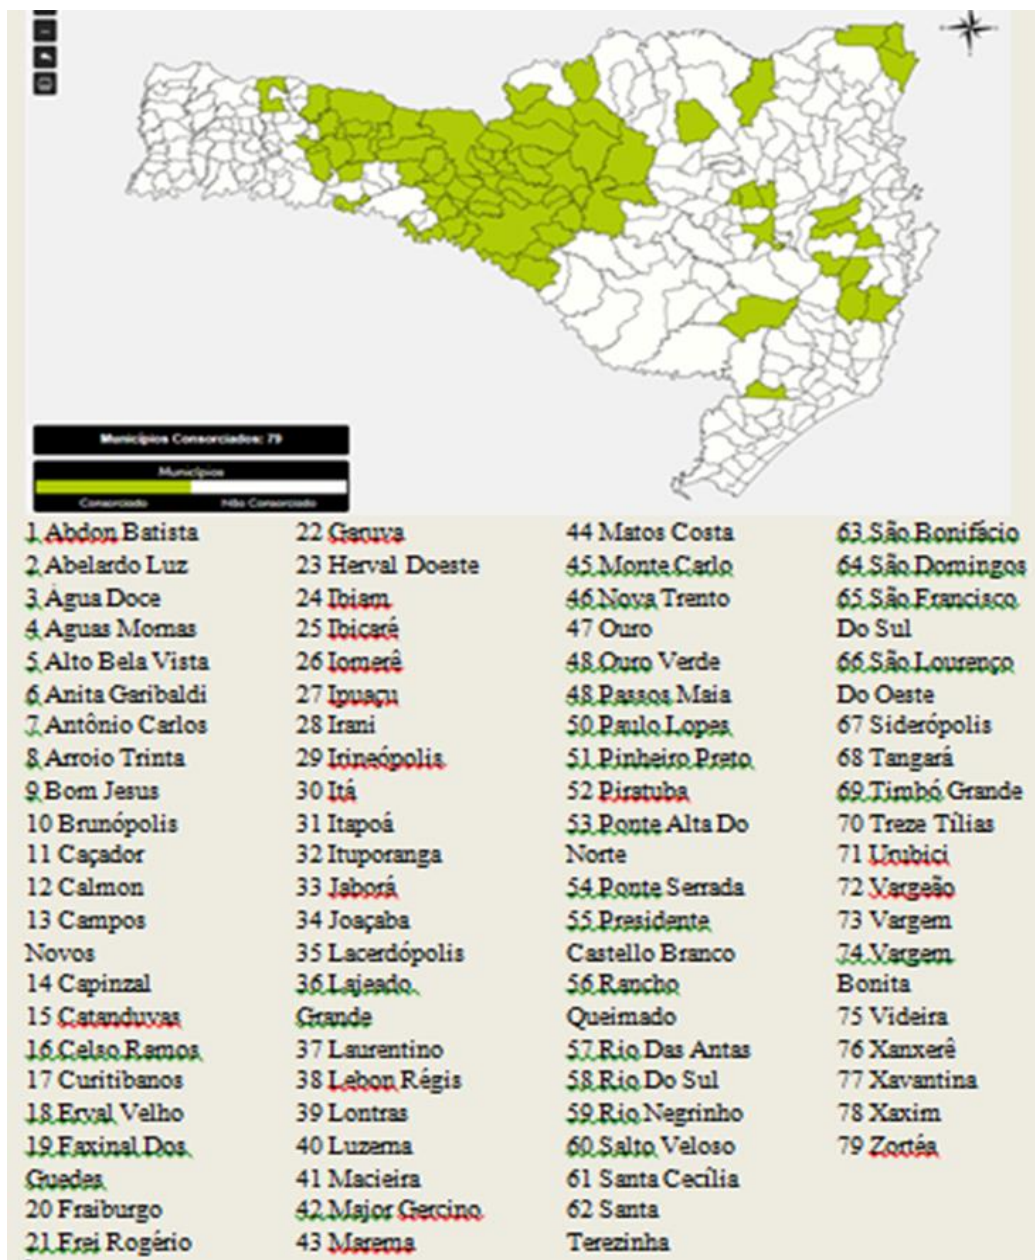 Municípios Consorciados: 79
Municípios
Consorciado Não Consorciado
1 Abdon Batista
2 Abelardo Luz
3 Água Doce
4 Aguas Mornas
5 Alto Bela Vista
6 Anita Garibaldi
7 Antônio Carlos
8 Arroio Trinta
9 Bom Jesus
10 Brunópolis
11 Caçador
12 Calmon
13 Campos
Novos
14 Capinzal
15 Catanduvas
16 Celso Ramos
17 Curitibanos
18 Erval Velho
19 Faxinal Dos
Guedes
20 Fraiburgo
21 Frei Rogério
22 Garuva
23 Herval Doeste
24 Ibiam
25 Ibicaré
26 Iomerê
27 Ipuaçu
28 Irani
29 Irineópolis
30 Itá
31 Itapoá
32 Ituporanga
33 Jaborá
34 Joaçaba
35 Lacerdópolis
36 Lajeado
Grande
37 Laurentino
38 Lebon Régis
39 Lontras
40 Luzerna
41 Macieira
42 Major Gercino
43 Marema
44 Matos Costa
45 Monte Carlo
46 Nova Trento
47 Ouro
48 Ouro Verde
48 Passos Maia
50 Paulo Lopes
51 Pinheiro Preto
52 Piratuba
53 Ponte Alta Do
Norte
54 Ponte Serrada
55 Presidente
Castello Branco
56 Rancho
Queimado
57 Rio Das Antas
58 Rio Do Sul
59 Rio Negrinho
60 Salto Veloso
61 Santa Cecília
62 Santa
Terezinha
63 São Bonifácio
64 São Domingos
65 São Francisco
Do Sul
66 São Lourenço
Do Oeste
67 Siderópolis
68 Tangará
69 Timbó Grande
70 Treze Tílias
71 Urubici
72 Vargeão
73 Vargem
74 Vargem
Bonita
75 Videira
76 Xanxerê
77 Xavantina
78 Xaxim
79 Zortéa